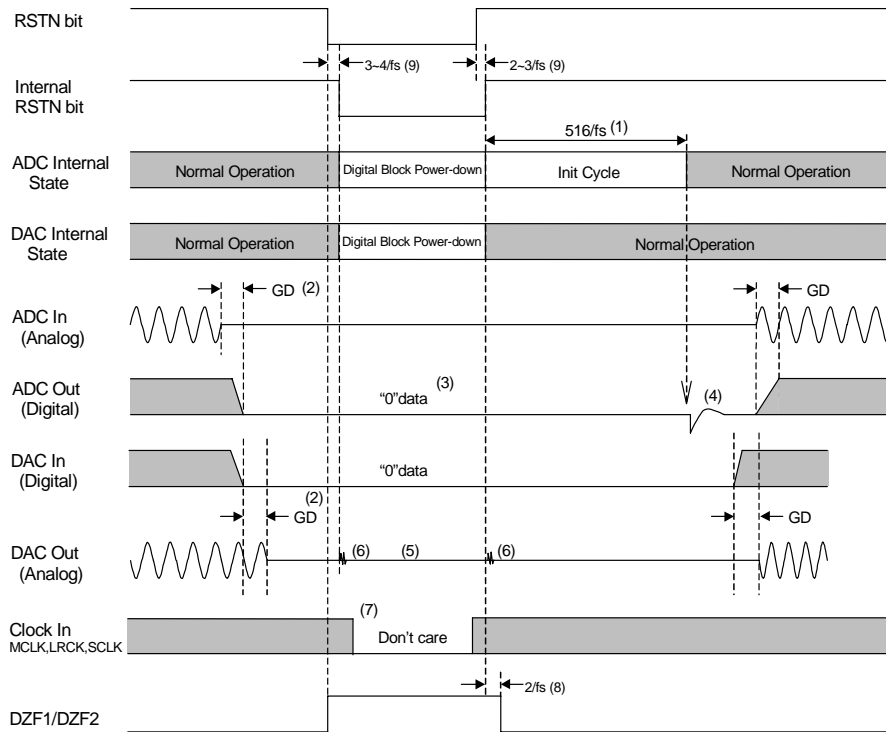 RSTN bit
3~4/fs (9)
2~3/fs (9)
Internal
RSTN bit
516/fs (1)
ADC Internal
State
Normal Operation
Digital Block Power-down
Init Cycle
Normal Operation
DAC Internal
State
Normal Operation
Digital Block Power-down
Normal Operation
GD (2)
GD
ADC In
(Analog)
ADC Out
(Digital)
“0”data (3)
(4)
DAC In
(Digital)
“0”data
(2)
GD
GD
DAC Out
(Analog)
(6)
(5)
(6)
Clock In
MCLK,LRCK,SCLK
(7)
Don’t care
2/fs (8)
DZF1/DZF2